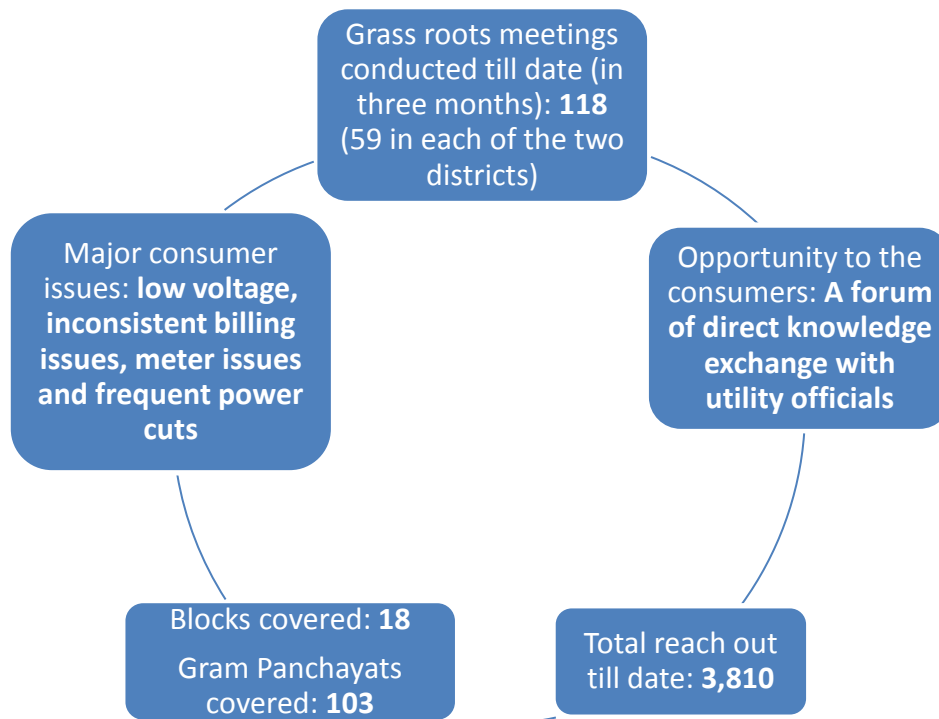 Grass roots meetings
conducted till date (in
three months): 118
(59 in each of the two
districts)
Major consumer
issues: low voltage,
inconsistent billing
issues, meter issues
and frequent power
cuts
Opportunity to the
consumers: A forum
of direct knowledge
exchange with
utility officials
Blocks covered: 18
Gram Panchayats
covered: 103
Total reach out
till date: 3,810